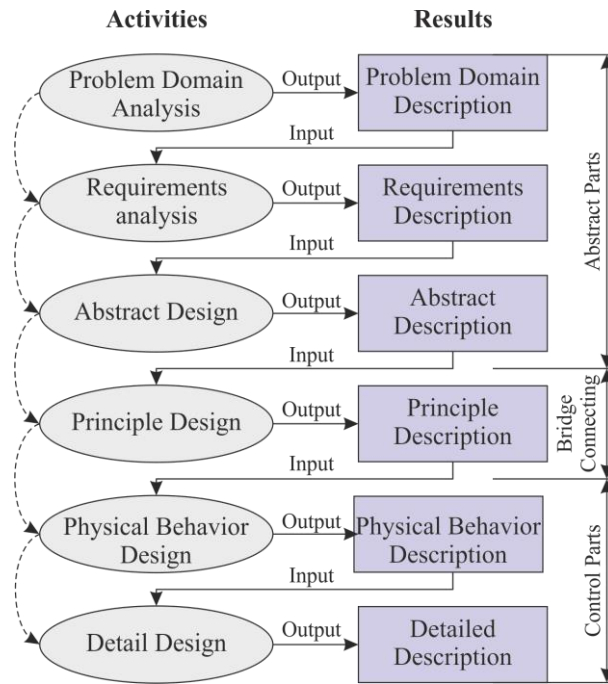 Activities
Results
Problem Domain
Analysis
Output
Problem Domain
Description
Input
Requirements
analysis
Output
Requirements
Description
Input
Abstract Design
Output
Abstract
Description
Input
Principle Design
Output
Principle
Description
Input
Physical Behavior
Design
Output
Physical Behavior
Description
Input
Detail Design
Output
Detailed
Description
Abstract Parts
Bridge
Connecting
Control Parts